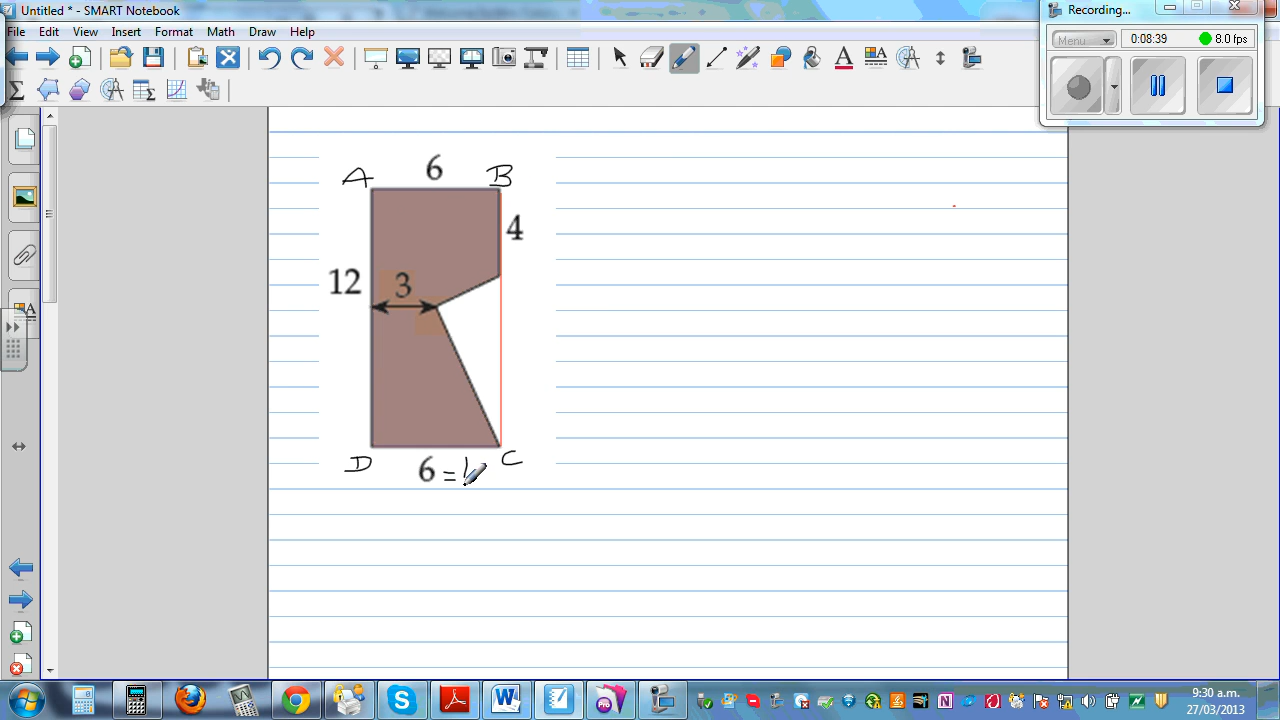 Untitled * - SMART Notebook
Recording...
File Edit View Insert Format Math Draw Help
Menu 0:08:39 8.0 fps
6
A B
4
12 3
D 6 = C
9:30 a.m.
27/03/2013